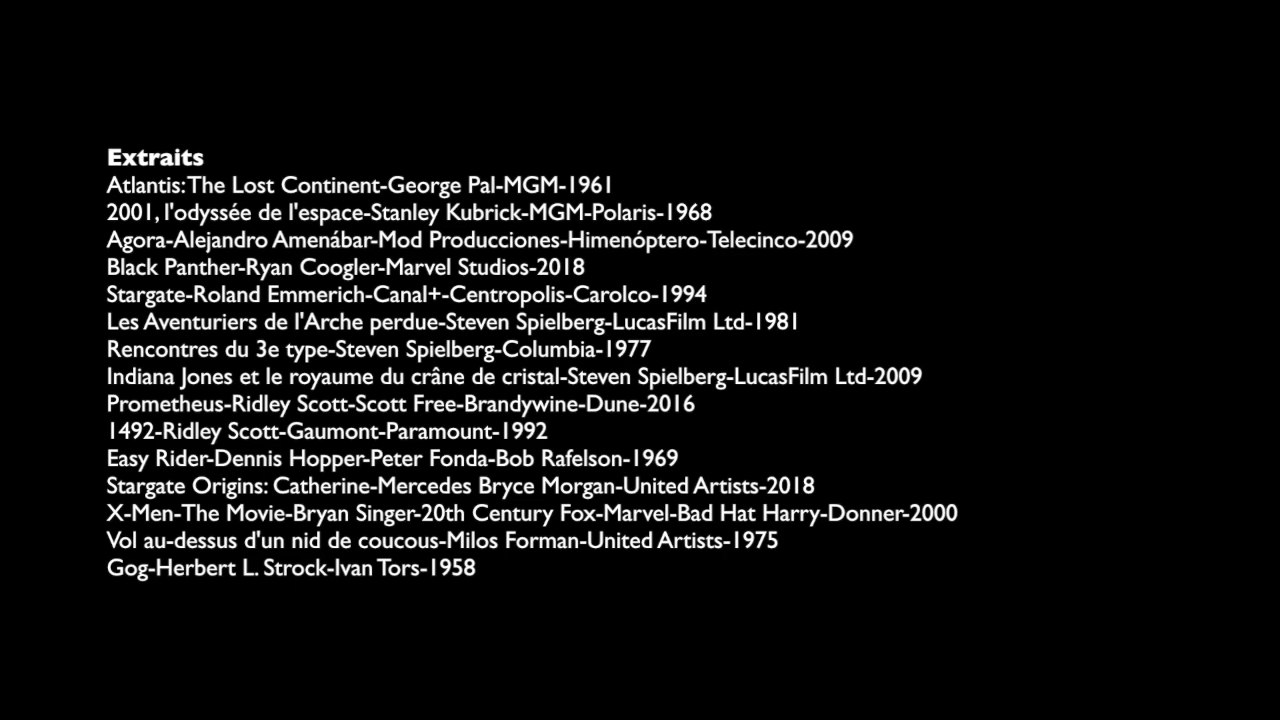 Extraits
Atlantis: The Lost Continent-George Pal-MGM-1961
2001, l'odyssée de l'espace-Stanley Kubrick-MGM-Polaris-1968
Agora-Alejandro Amenábar-Mod Producciones-Himenóptero-Telecinco-2009
Black Panther-Ryan Coogler-Marvel Studios-2018
Stargate-Roland Emmerich-Canal+-Centropolis-Carolco-1994
Les Aventuriers de l'Arche perdue-Steven Spielberg-LucasFilm Ltd-1981
Rencontres du 3e type-Steven Spielberg-Columbia-1977
Indiana Jones et le royaume du crâne de cristal-Steven Spielberg-LucasFilm Ltd-2009
Prometheus-Ridley Scott-Scott Free-Brandywine-Dune-2016
1492-Ridley Scott-Gaumont-Paramount-1992
Easy Rider-Dennis Hopper-Peter Fonda-Bob Rafelson-1969
Stargate Origins: Catherine-Mercedes Bryce Morgan-United Artists-2018
X-Men-The Movie-Bryan Singer-20th Century Fox-Marvel-Bad Hat Harry-Donner-2000
Vol au-dessus d'un nid de coucous-Milos Forman-United Artists-1975
Gog-Herbert L. Strock-Ivan Tors-1958